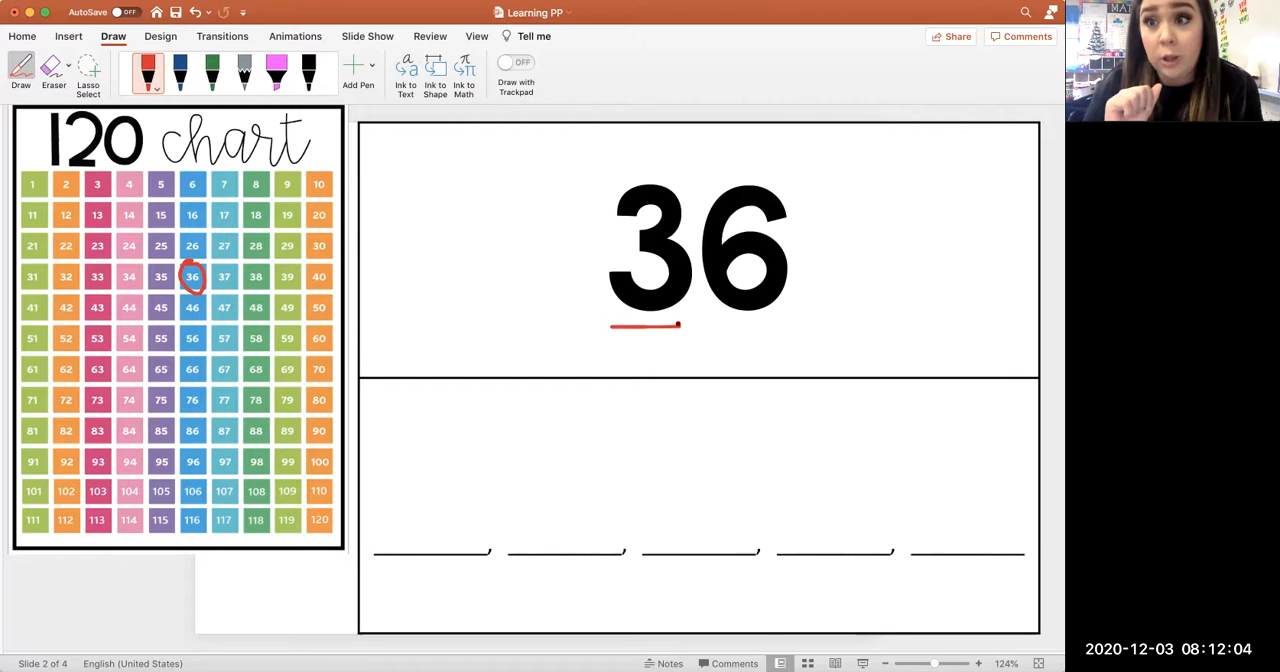 AutoSave OFF
Learning PP
Home Insert Draw Design Transitions Animations Slide Show Review View Tell me
Share Comments
Draw Eraser Lasso Select Add Pen Ink to Text Ink to Shape Ink to Math OFF Draw with Trackpad
120 chart
1 2 3 4 5 6 7 8 9 10
11 12 13 14 15 16 17 18 19 20
21 22 23 24 25 26 27 28 29 30
31 32 33 34 35 36 37 38 39 40
41 42 43 44 45 46 47 48 49 50
51 52 53 54 55 56 57 58 59 60
61 62 63 64 65 66 67 68 69 70
71 72 73 74 75 76 77 78 79 80
81 82 83 84 85 86 87 88 89 90
91 92 93 94 95 96 97 98 99 100
101 102 103 104 105 106 107 108 109 110
111 112 113 114 115 116 117 118 119 120
36
_____, _____, _____, _____, _____
MAT
2020-12-03 08:12:04
Slide 2 of 4 English (United States) Notes Comments 124%